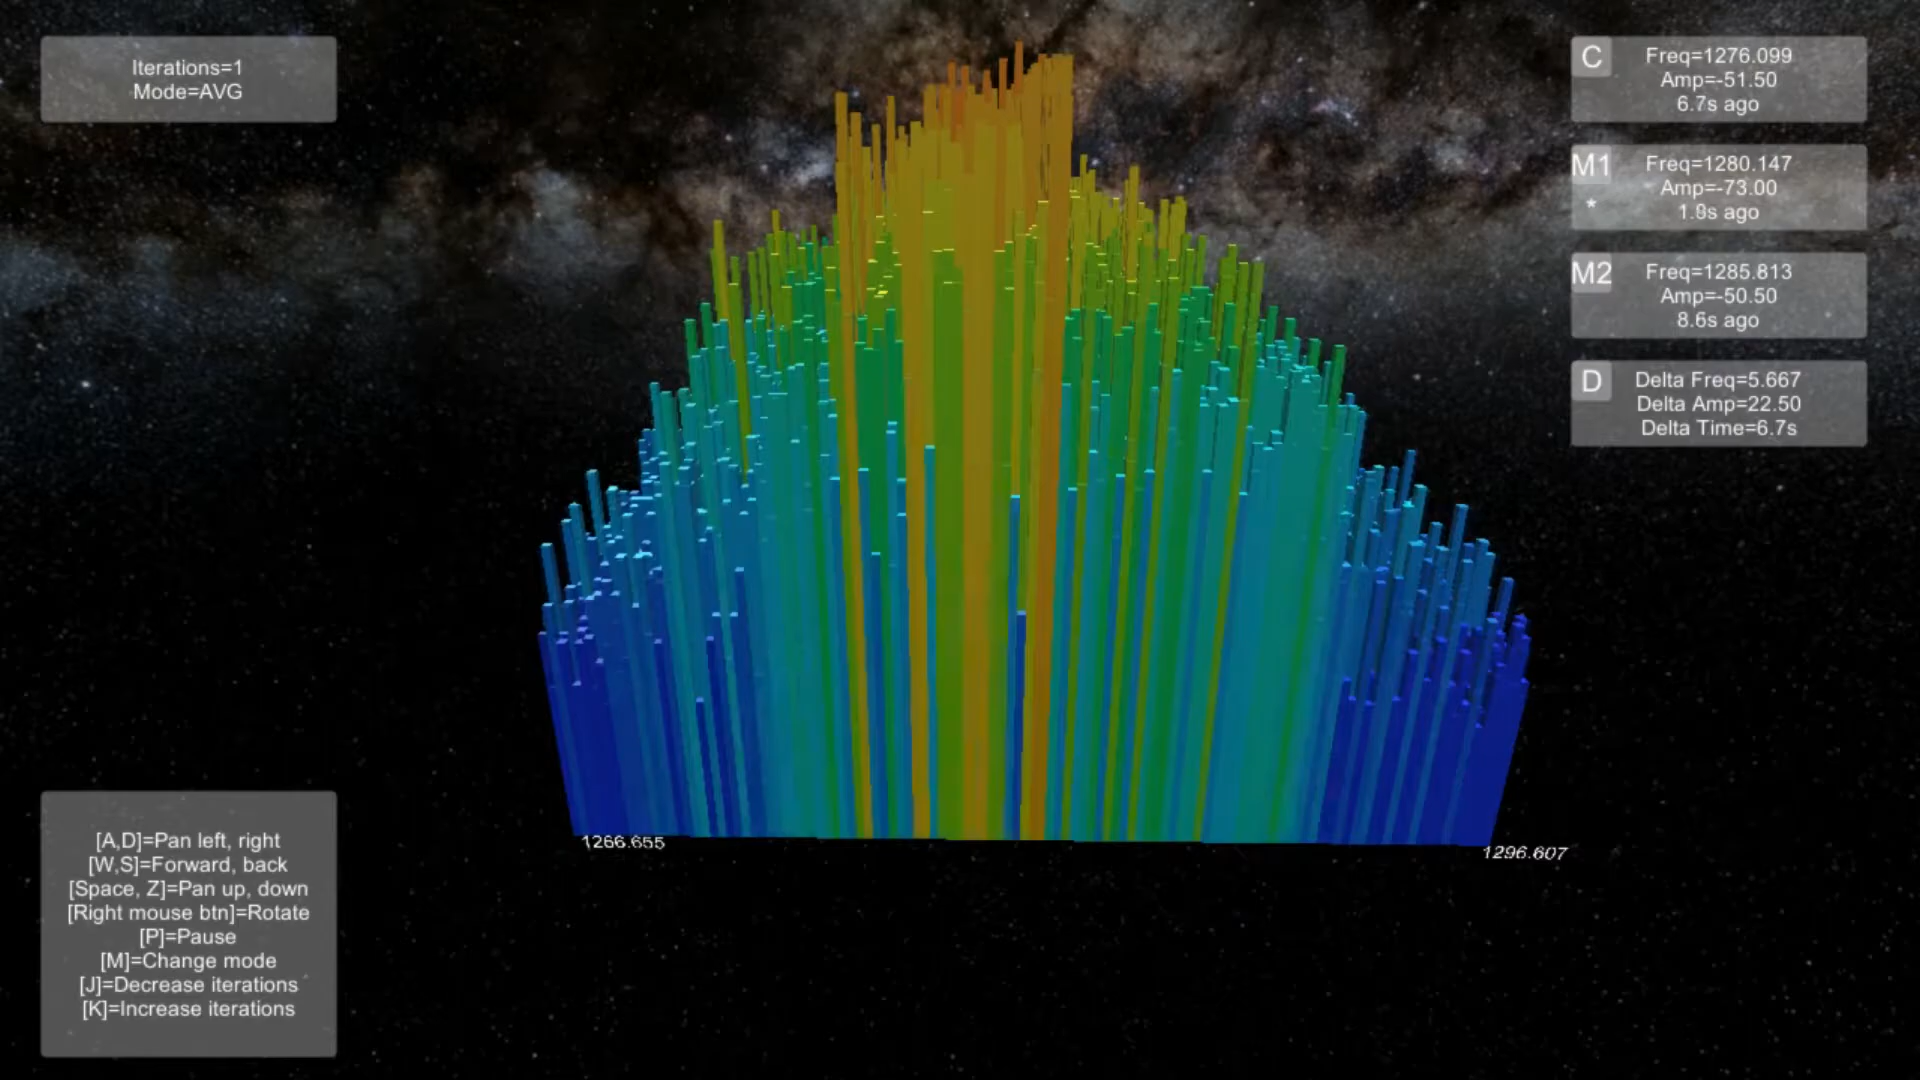 Iterations=1
Mode=AVG
C
Freq=1276.099
Amp=-51.50
6.7s ago
M1
*
Freq=1280.147
Amp=-73.00
1.9s ago
M2
Freq=1285.813
Amp=-50.50
8.6s ago
D
Delta Freq=5.667
Delta Amp=22.50
Delta Time=6.7s
1266.655
1296.607
[A,D]=Pan left, right
[W,S]=Forward, back
[Space, Z]=Pan up, down
[Right mouse btn]=Rotate
[P]=Pause
[M]=Change mode
[J]=Decrease iterations
[K]=Increase iterations